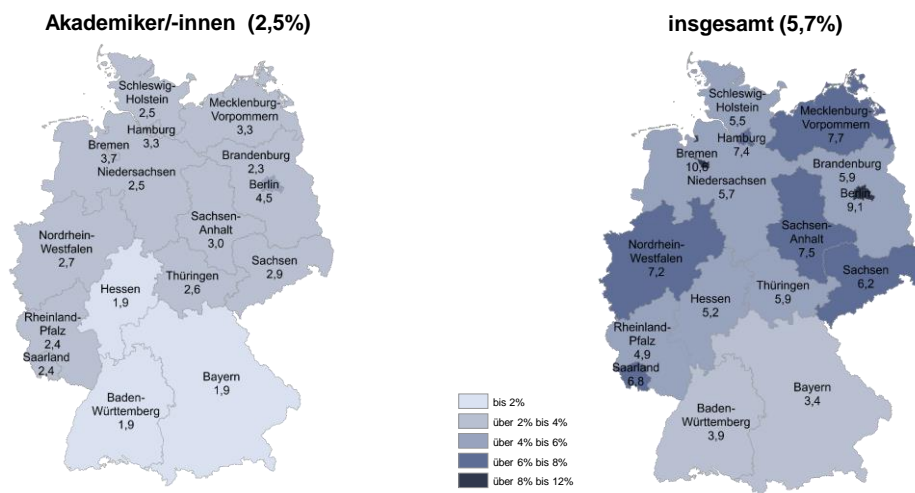 Akademiker/-innen (2,5%)
Schleswig-
Holstein
2,5
Mecklenburg-
Vorpommern
3,3
Hamburg
3,3
Bremen
3,7
Niedersachsen
2,5
Brandenburg
2,3
Berlin
4,5
Sachsen-
Anhalt
3,0
Nordrhein-
Westfalen
2,7
Sachsen
2,9
Thüringen
2,6
Hessen
1,9
Rheinland-
Pfalz
2,4
Saarland
2,4
Bayern
1,9
Baden-
Württemberg
1,9
bis 2%
über 2% bis 4%
über 4% bis 6%
über 6% bis 8%
über 8% bis 12%
insgesamt (5,7%)
Schleswig-
Holstein
5,5
Mecklenburg-
Vorpommern
7,7
Hamburg
7,4
Bremen
Niedersachsen
5,7
Brandenburg
5,9
Berlin
9,1
Sachsen-
Anhalt
7,5
Nordrhein-
Westfalen
7,2
Sachsen
6,2
Thüringen
5,9
Hessen
5,2
Rheinland-
Pfalz
4,9
Saarland
6,8
Bayern
3,4
Baden-
Württemberg
3,9